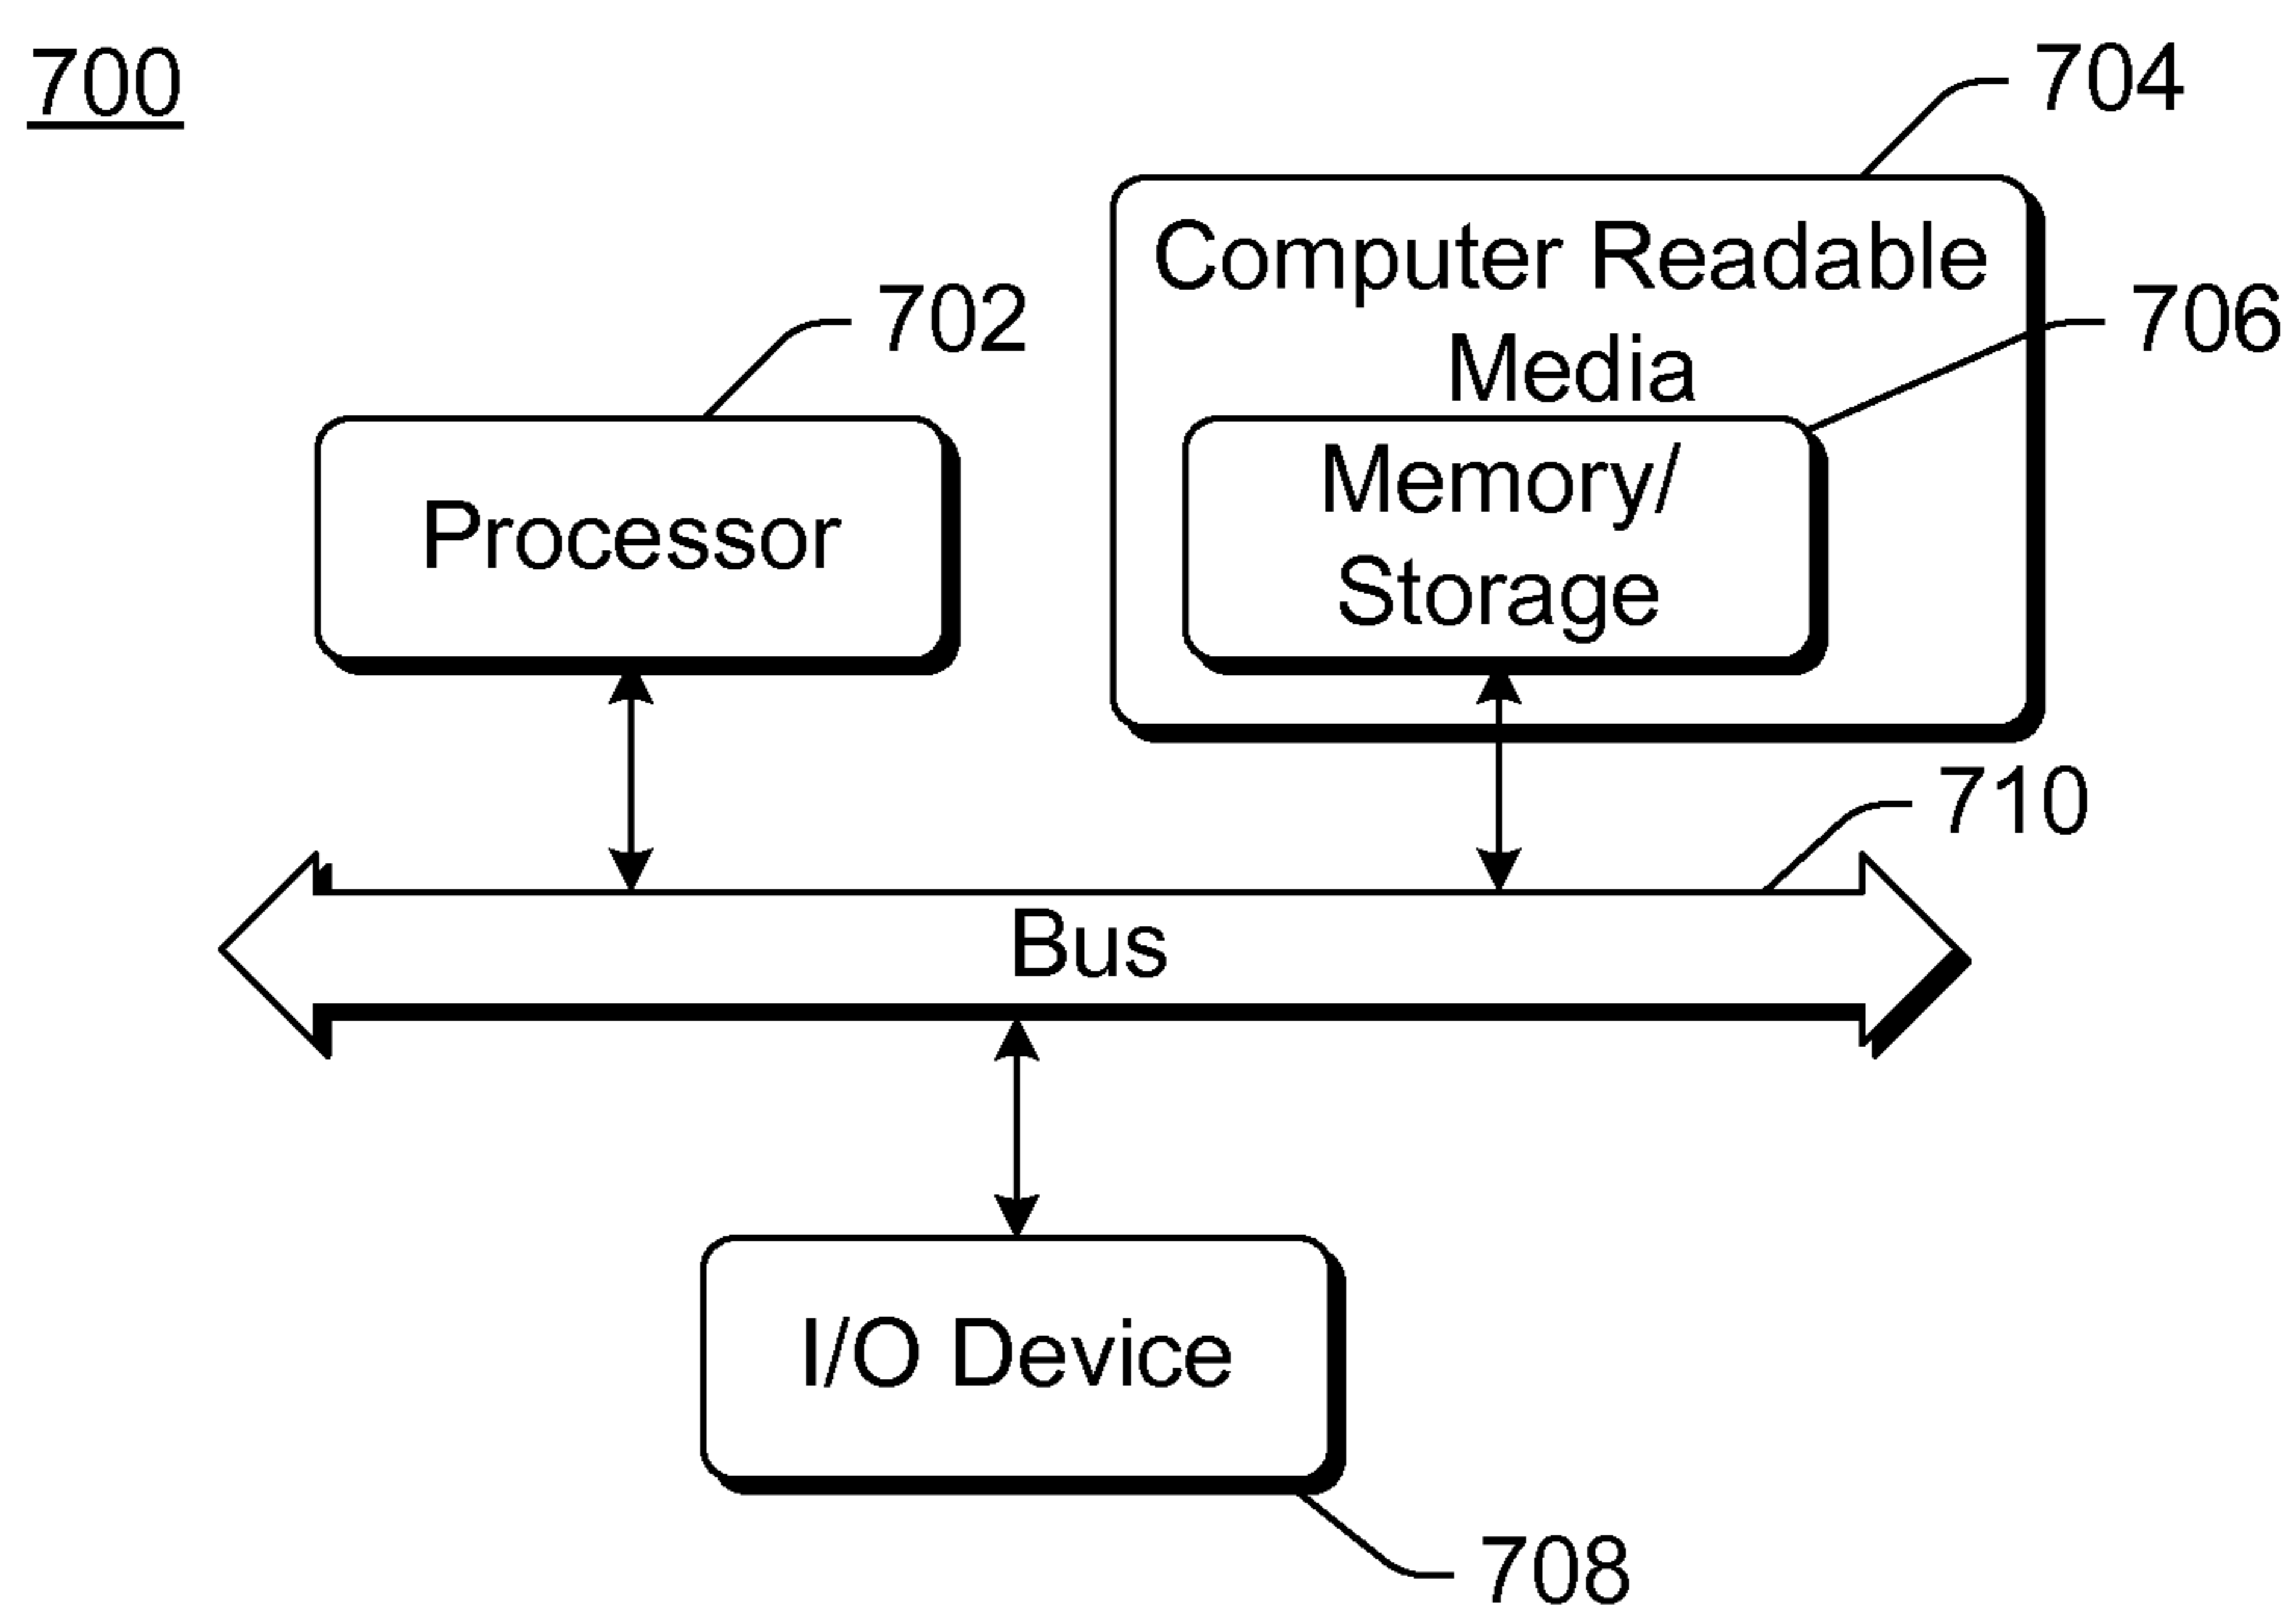 700
704
Computer Readable
Media
702
706
Processor
Memory/
Storage
710
Bus
I/O Device
708